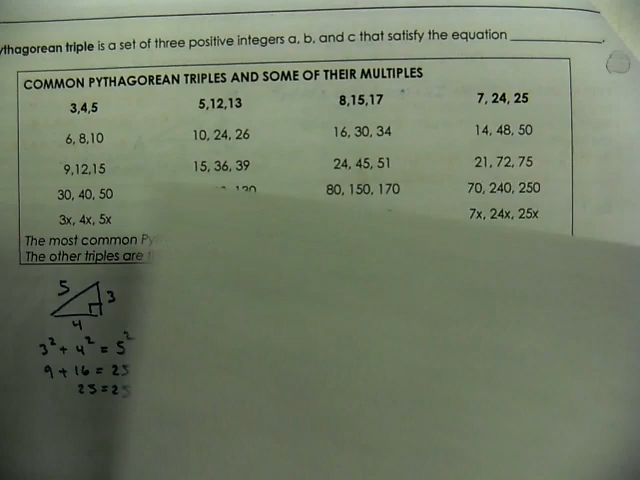 triple is a set of three positive integers a, b, and c that satisfy the equation
COMMON PYTHAGOREAN TRIPLES AND SOME OF THEIR MULTIPLES
3,4,5 5,12,13 8,15,17 7, 24, 25
6, 8,10 10, 24, 26 16, 30, 34 14, 48, 50
9,12,15 15, 36, 39 24, 45, 51 21, 72, 75
30, 40, 50 80, 150, 170 70, 240, 250
3x, 4x, 5x 7x, 24x, 25x
The most common
The other triples are
5
3
4
3² + 4² = 5²
9 + 16 = 25
25 = 25